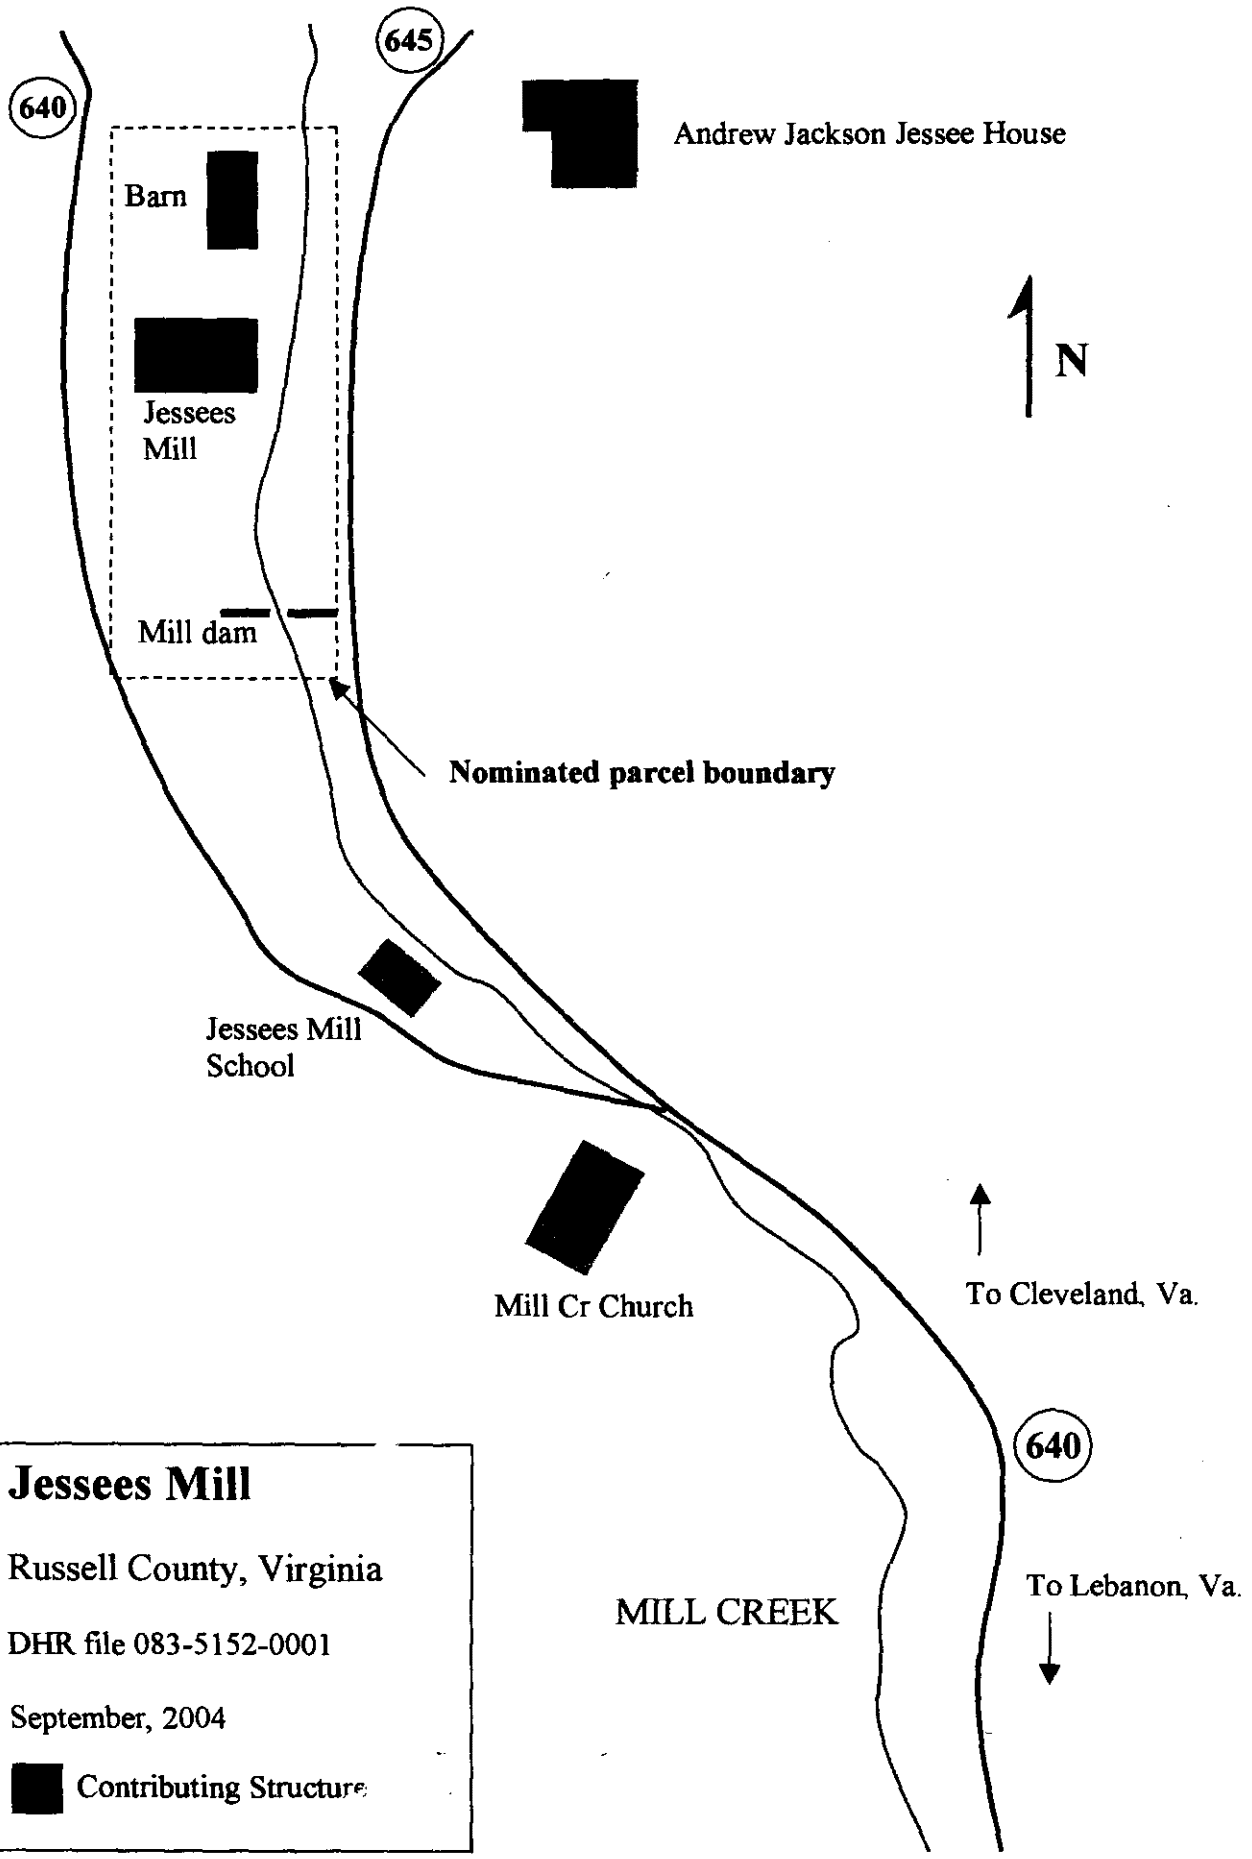 645
640
Andrew Jackson Jessee House
Barn
N
Jessees
Mill
Mill dam
Nominated parcel boundary
Jessees Mill
School
Mill Cr Church
To Cleveland, Va.
640
To Lebanon, Va.
MILL CREEK
Jessees Mill
Russell County, Virginia
DHR file 083-5152-0001
September, 2004
Contributing Structure